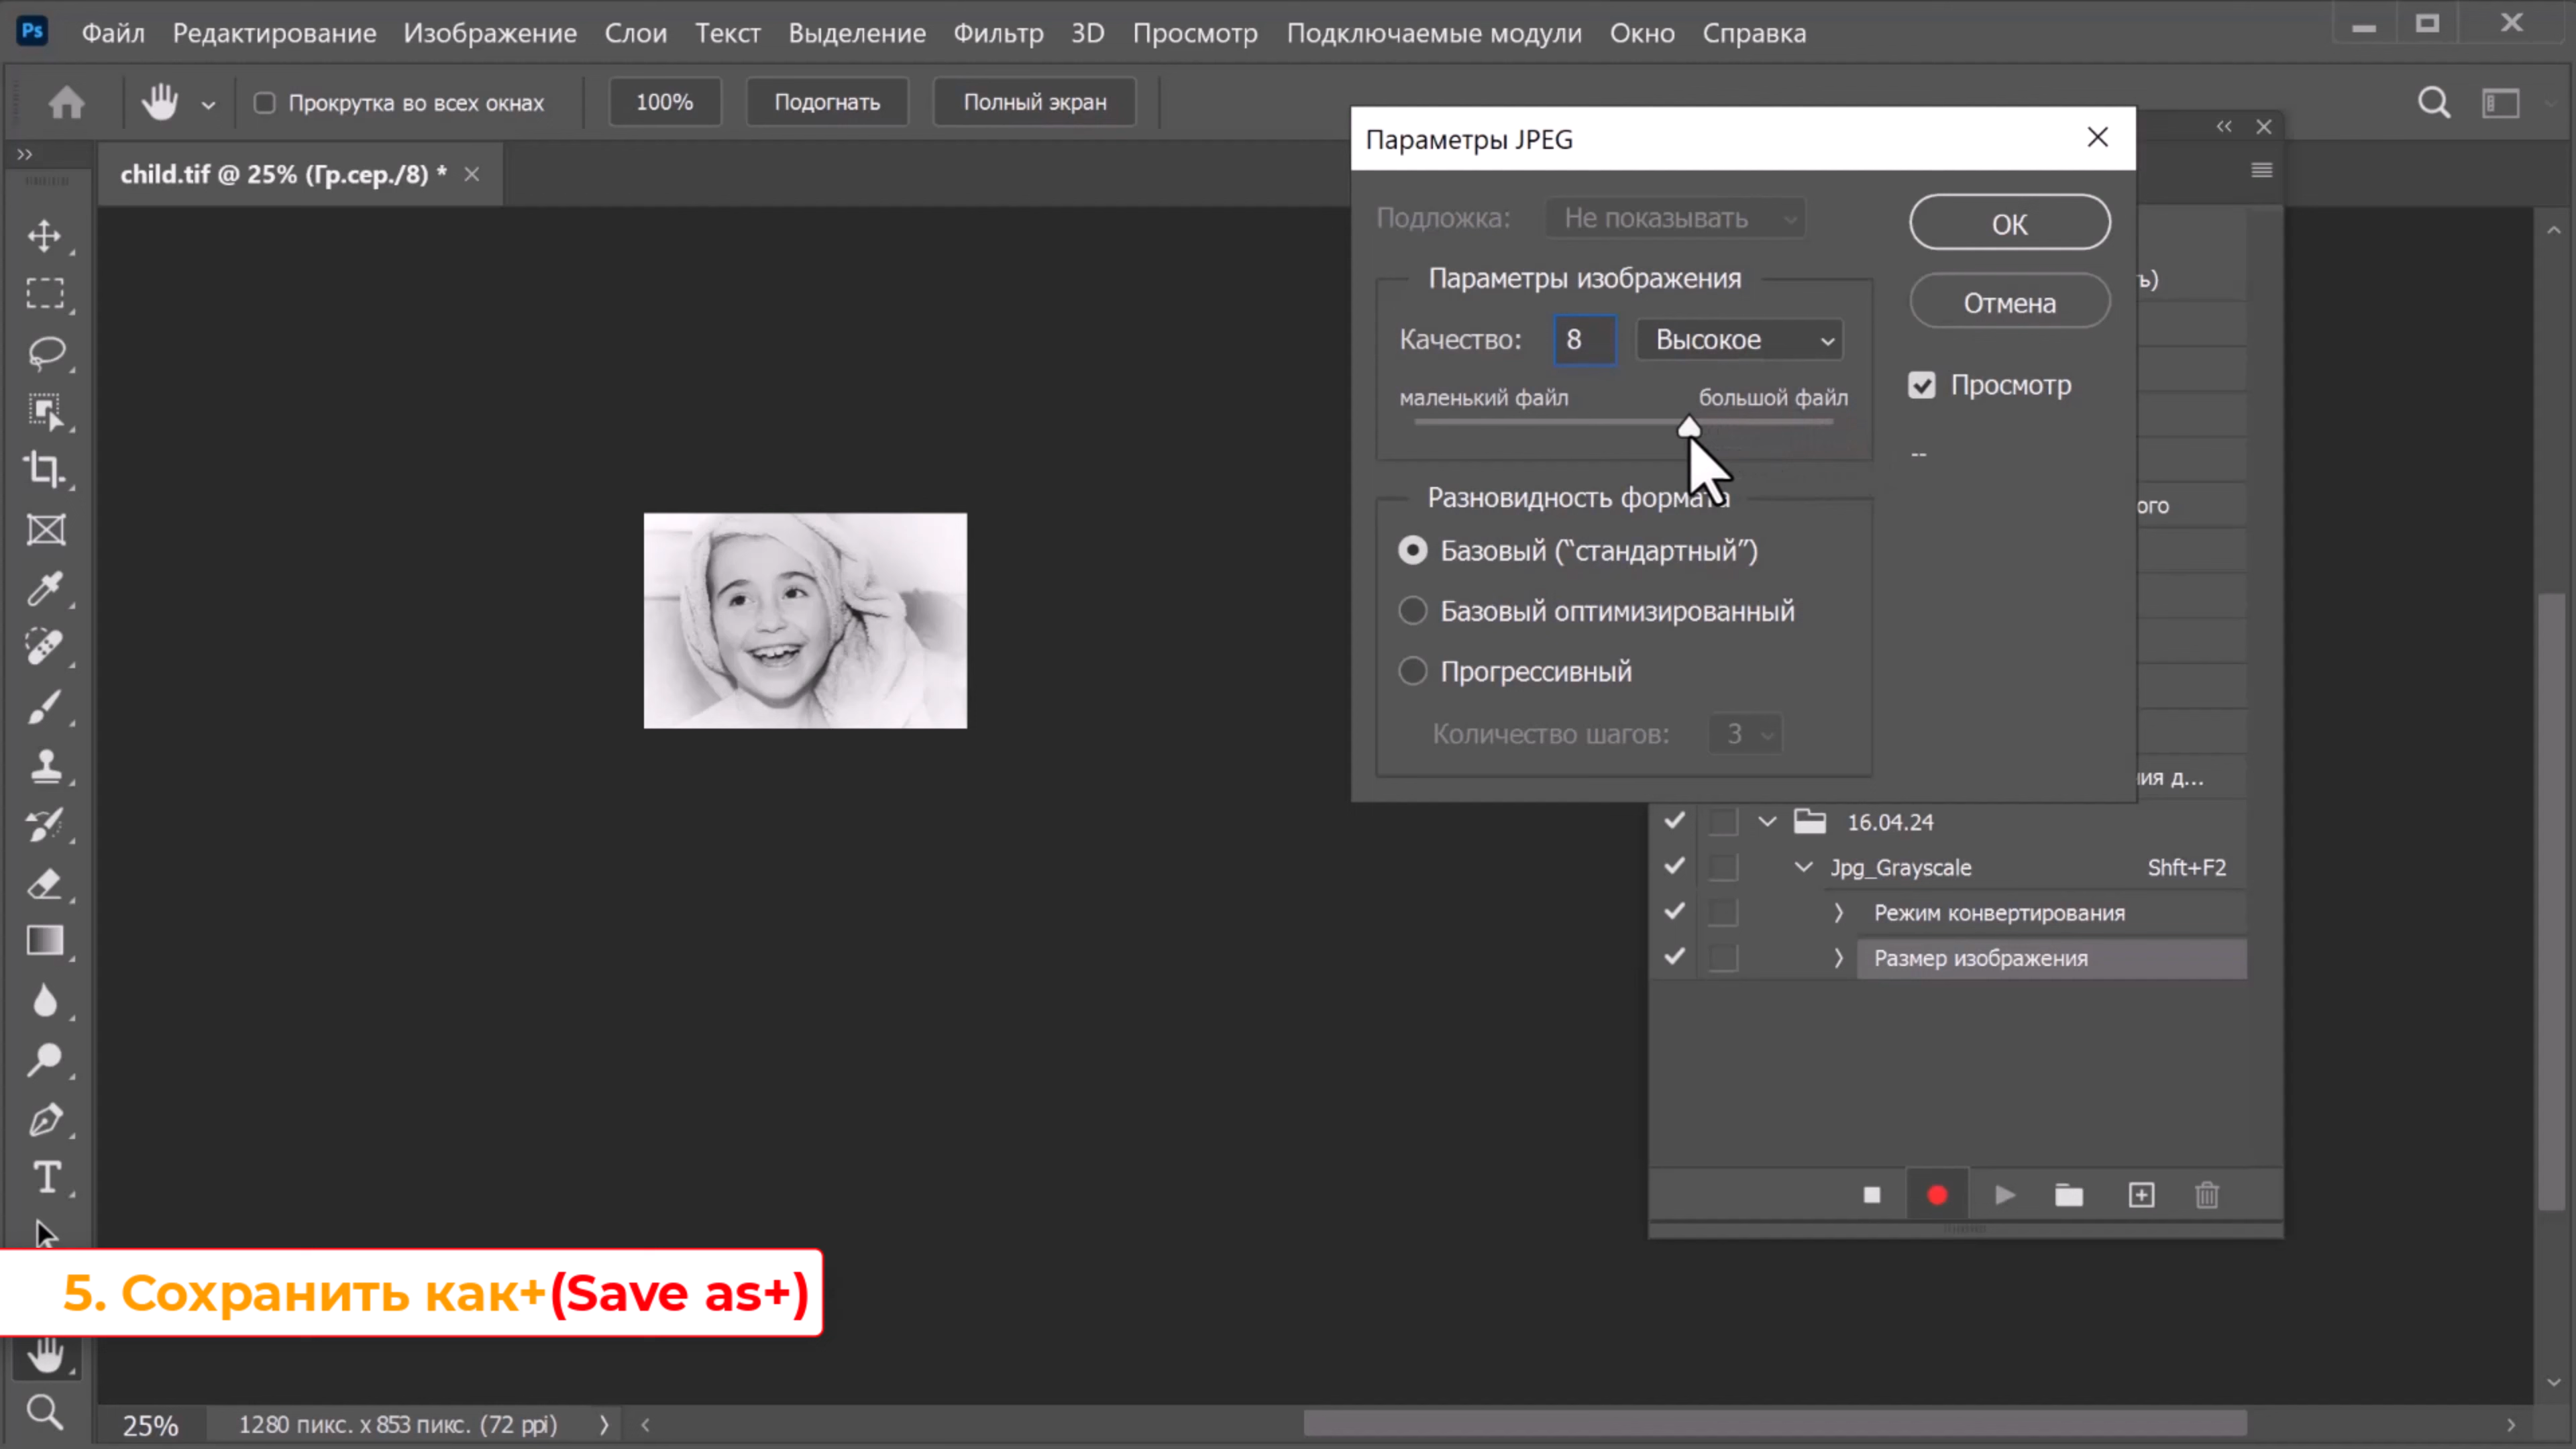 Ps
Файл Редактирование Изображение Слои Текст Выделение Фильтр 3D Просмотр Подключаемые модули Окно Справка
Прокрутка во всех окнах 100% Подогнать Полный экран
child.tif @ 25% (Гр.сер./8) *
Параметры JPEG
Подложка: Не показывать
ОК
Параметры изображения
Отмена
Качество: 8 Высокое
Просмотр
маленький файл большой файл
--
Разновидность формата
Базовый (“стандартный”)
Базовый оптимизированный
Прогрессивный
Количество шагов: 3
ь)
ого
ия д...
16.04.24
Jpg_Grayscale Shft+F2
Режим конвертирования
Размер изображения
5. Сохранить как+(Save as+)
25% 1280 пикс. x 853 пикс. (72 ppi)